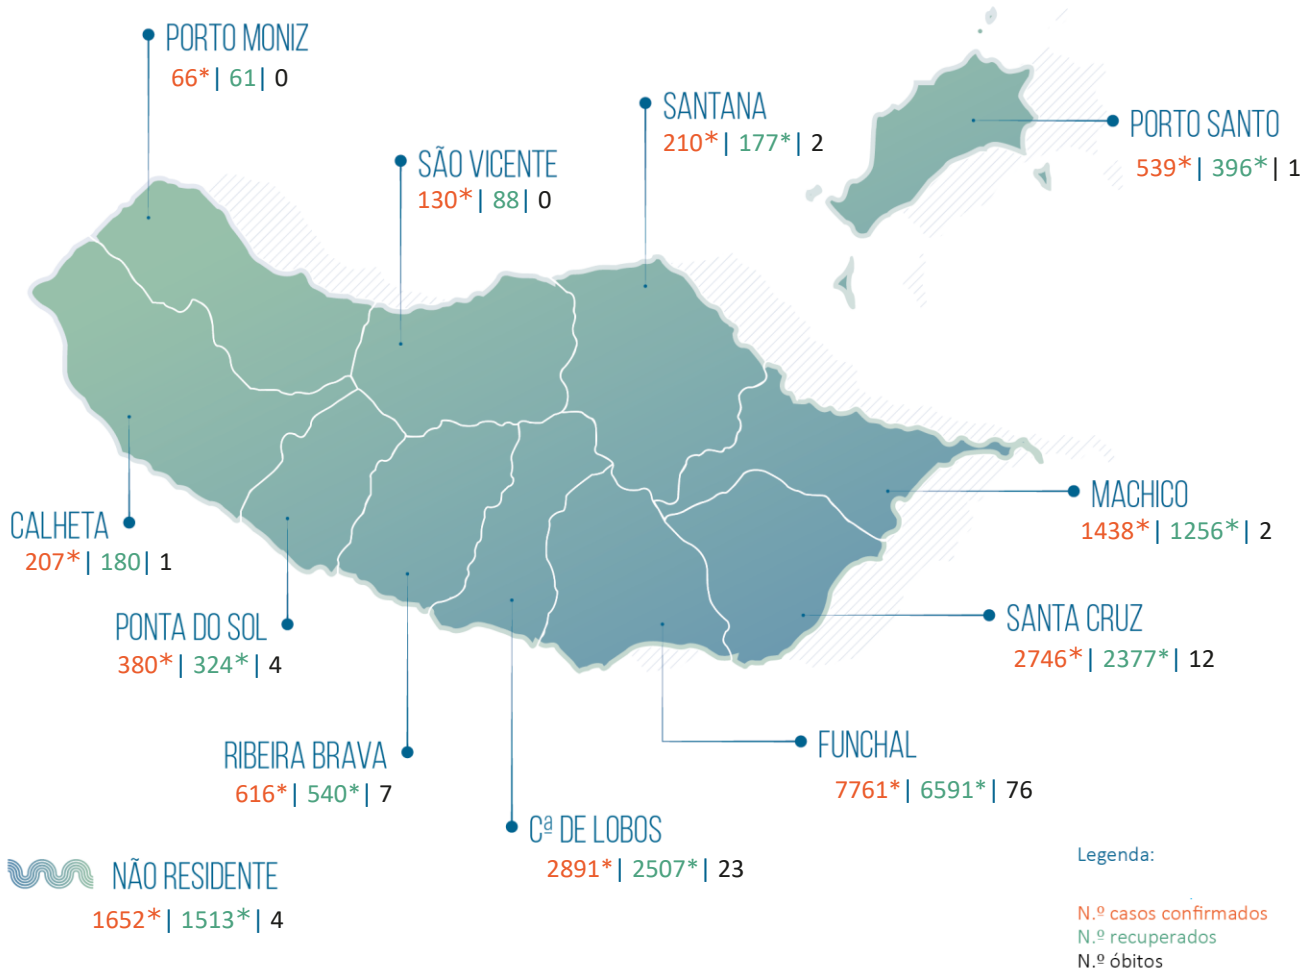 PORTO MONIZ
66*| 61| 0
SANTANA
210*| 177*| 2
PORTO SANTO
539*| 396*| 1
SÃO VICENTE
130*| 88| 0
MACHICO
1438*| 1256*| 2
CALHETA
207*| 180| 1
SANTA CRUZ
2746*| 2377*| 12
PONTA DO SOL
380*| 324*| 4
RIBEIRA BRAVA
616*| 540*| 7
FUNCHAL
7761*| 6591*| 76
Cª DE LOBOS
2891*| 2507*| 23
NÃO RESIDENTE
1652*| 1513*| 4
Legenda:
N.º casos confirmados
N.º recuperados
N.º óbitos